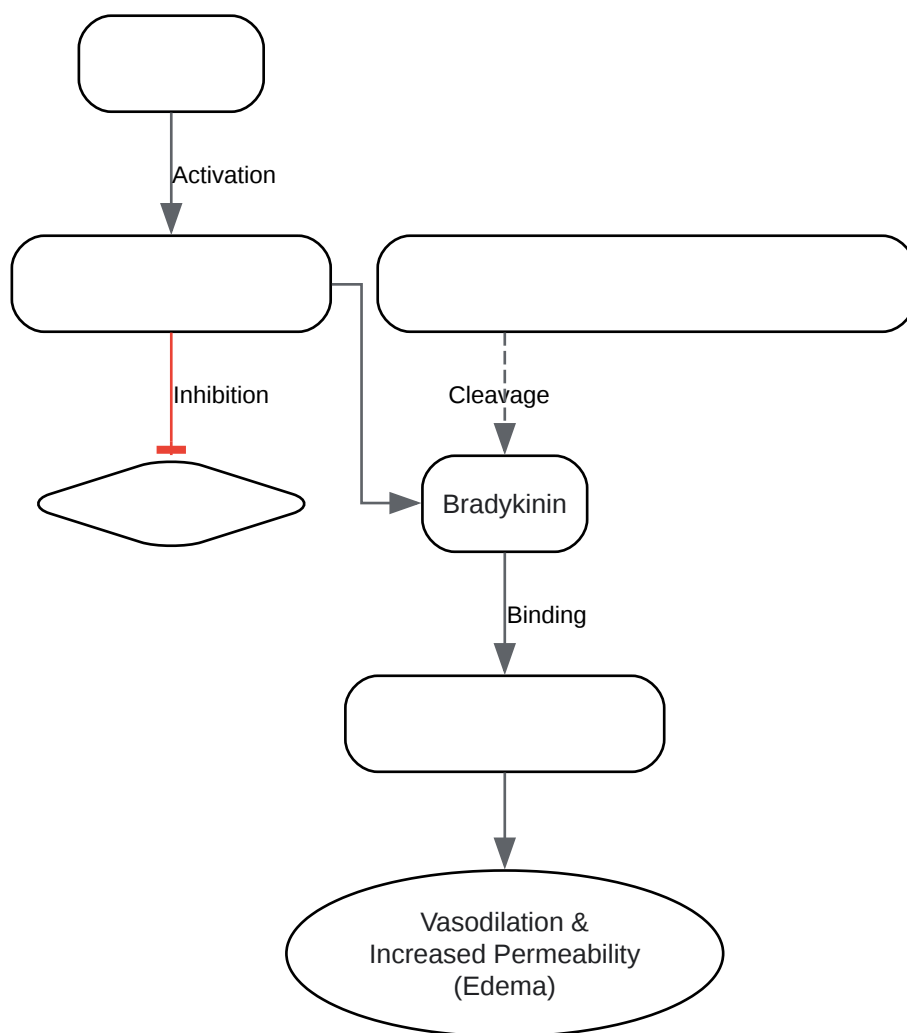 Activation
Inhibition
Cleavage
Bradykinin
Binding
Vasodilation &
Increased Permeability
(Edema)